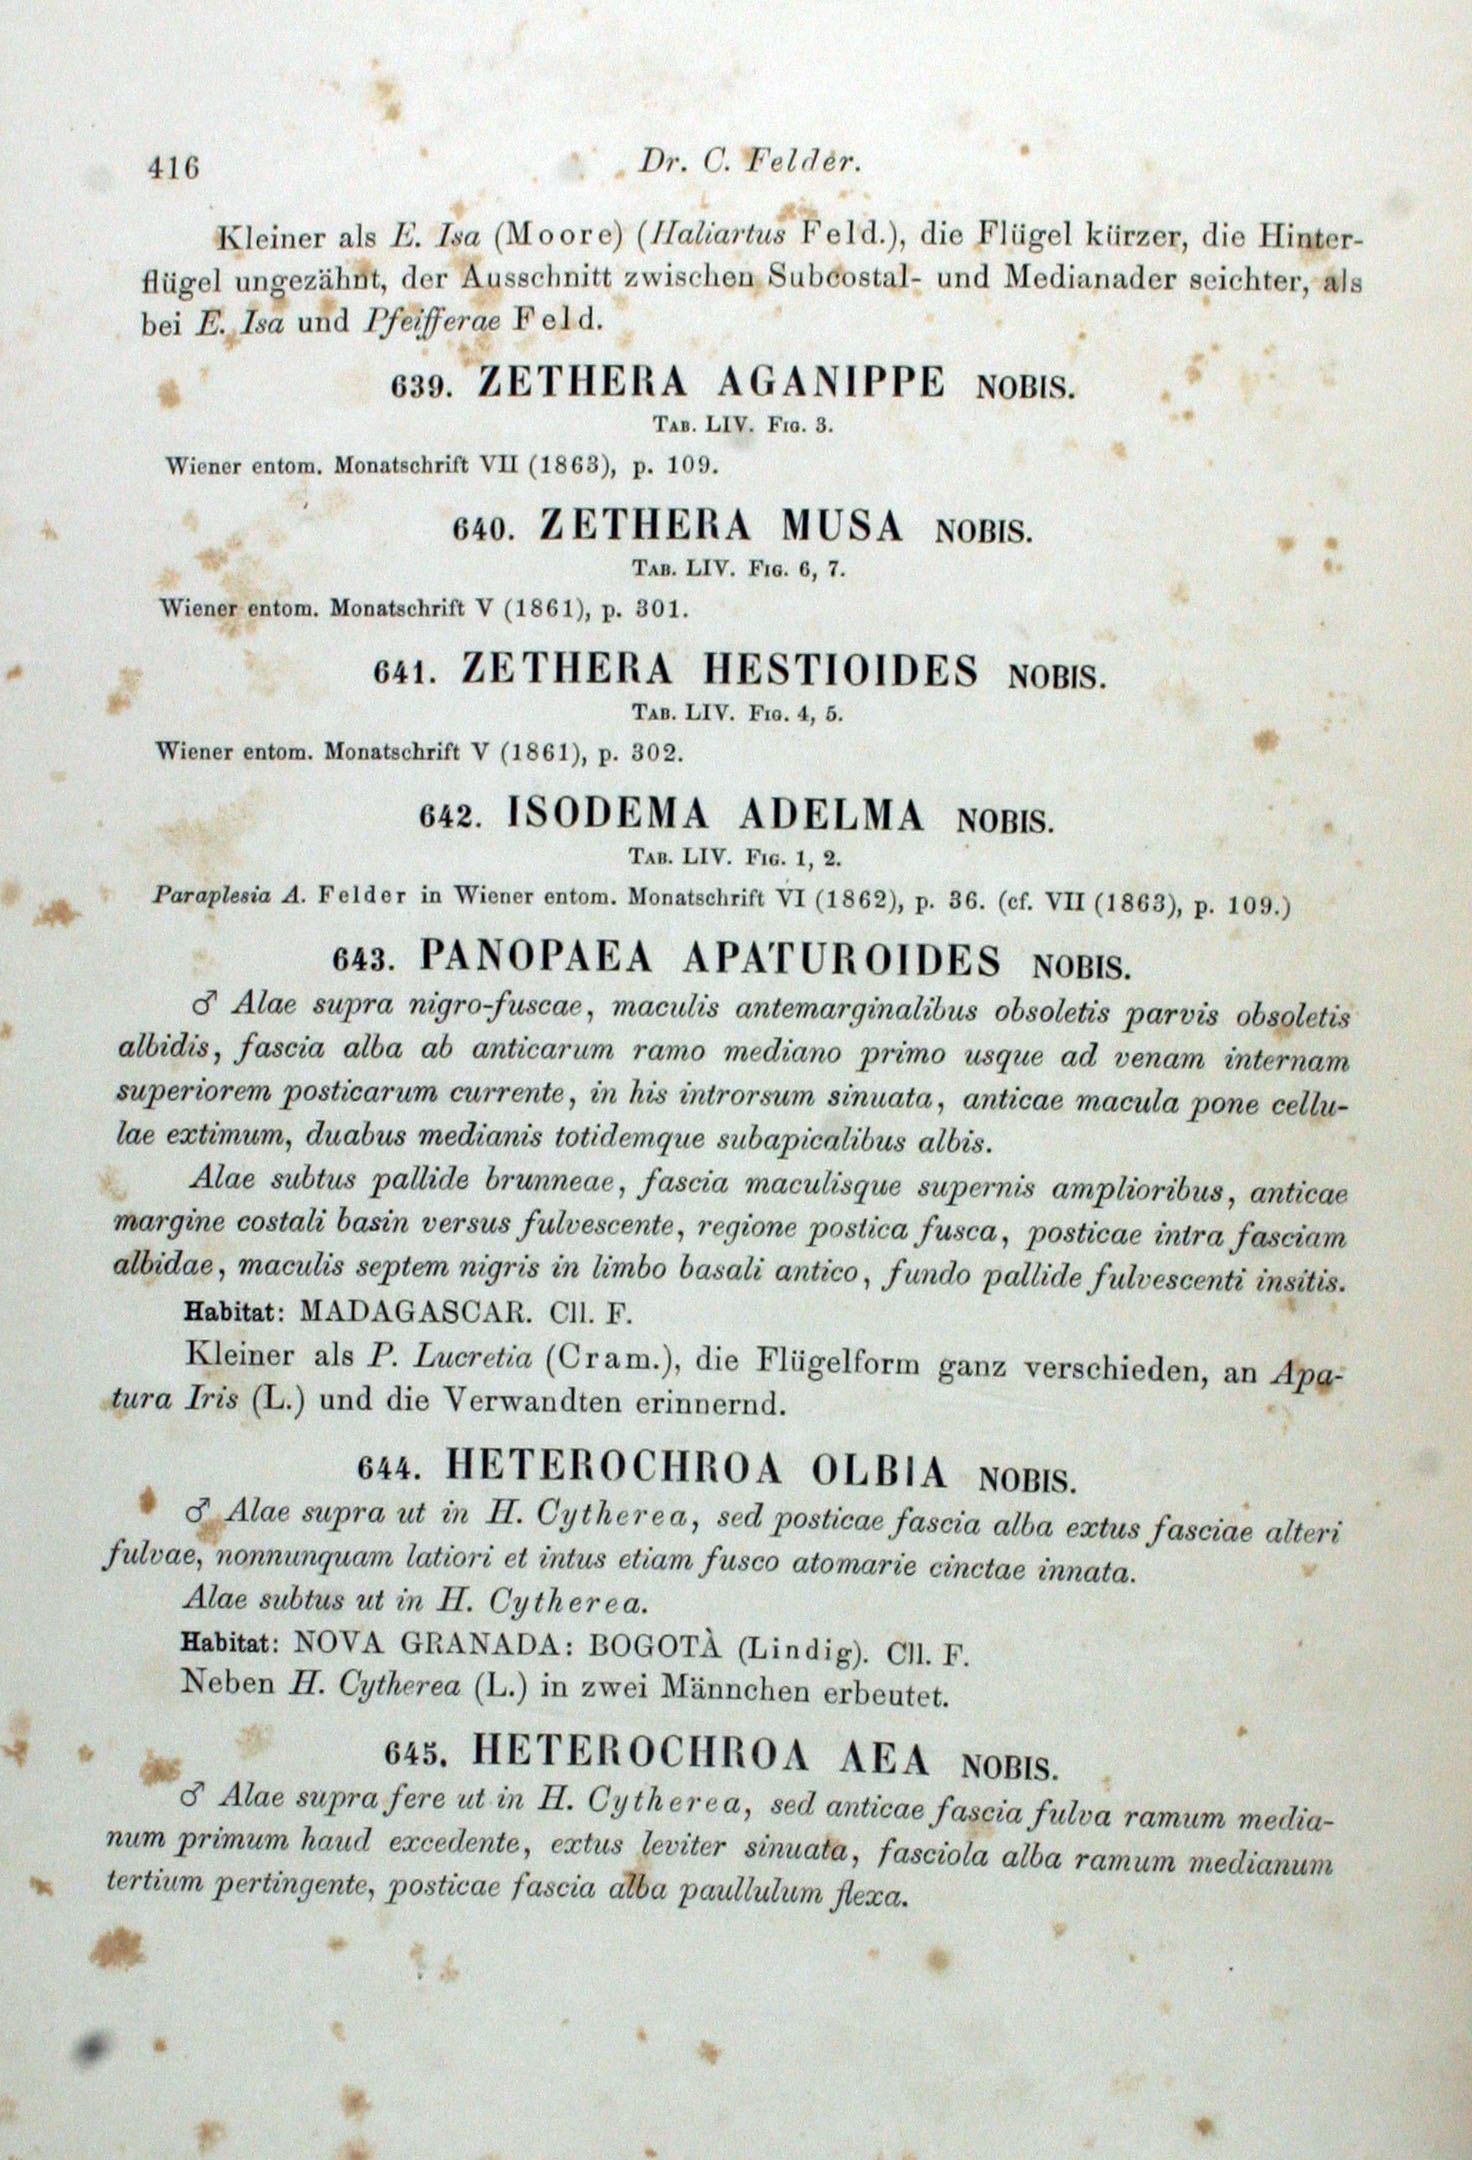 416
Dr. C. Felder.
Kleiner als E. Isa (Moore) (Haliartus Feld.), die Flügel kürzer, die Hinter-
flügel ungezähnt, der Ausschnitt zwischen Subcostal- und Medianader seichter, als
bei E. Isa und Pfeifferae Feld.
639. ZETHERA AGANIPPE NOBIS.
TAB. LIV. FIG. 3.
Wiener entom. Monatschrift VII (1863), p. 109.
640. ZETHERA MUSA NOBIS.
TAB. LIV. FIG. 6, 7.
Wiener entom. Monatschrift V (1861), p. 301.
641. ZETHERA HESTIOIDES NOBIS.
TAB. LIV. FIG. 4, 5.
Wiener entom. Monatschrift V (1861), p. 302.
642. ISODEMA ADELMA NOBIS.
TAB. LIV. FIG. 1, 2.
Paraplesia A. Felder in Wiener entom. Monatschrift VI (1862), p. 36. (cf. VII (1863), p. 109.)
643. PANOPAEA APATUROIDES NOBIS.
♂ Alae supra nigro-fuscae, maculis antemarginalibus obsoletis parvis obsoletis
albidis, fascia alba ab anticarum ramo mediano primo usque ad venam internam
superiorem posticarum currente, in his introrsum sinuata, anticae macula pone cellu-
lae extimum, duabus medianis totidemque subapicalibus albis.
Alae subtus pallide brunneae, fascia maculisque supernis amplioribus, anticae
margine costali basin versus fulvescente, regione postica fusca, posticae intra fasciam
albidae, maculis septem nigris in limbo basali antico, fundo pallide fulvescenti insitis.
Habitat: MADAGASCAR. Cll. F.
Kleiner als P. Lucretia (Cram.), die Flügelform ganz verschieden, an Apa-
tura Iris (L.) und die Verwandten erinnernd.
644. HETEROCHROA OLBIA NOBIS.
♂ Alae supra ut in H. Cytherea, sed posticae fascia alba extus fasciae alteri
fulvae, nonnunquam latiori et intus etiam fusco atomarie cinctae innata.
Alae subtus ut in H. Cytherea.
Habitat: NOVA GRANADA: BOGOTÀ (Lindig). Cll. F.
Neben H. Cytherea (L.) in zwei Männchen erbeutet.
645. HETEROCHROA AEA NOBIS.
♂ Alae supra fere ut in H. Cytherea, sed anticae fascia fulva ramum media-
num primum haud excedente, extus leviter sinuata, fasciola alba ramum medianum
tertium pertingente, posticae fascia alba paullulum flexa.